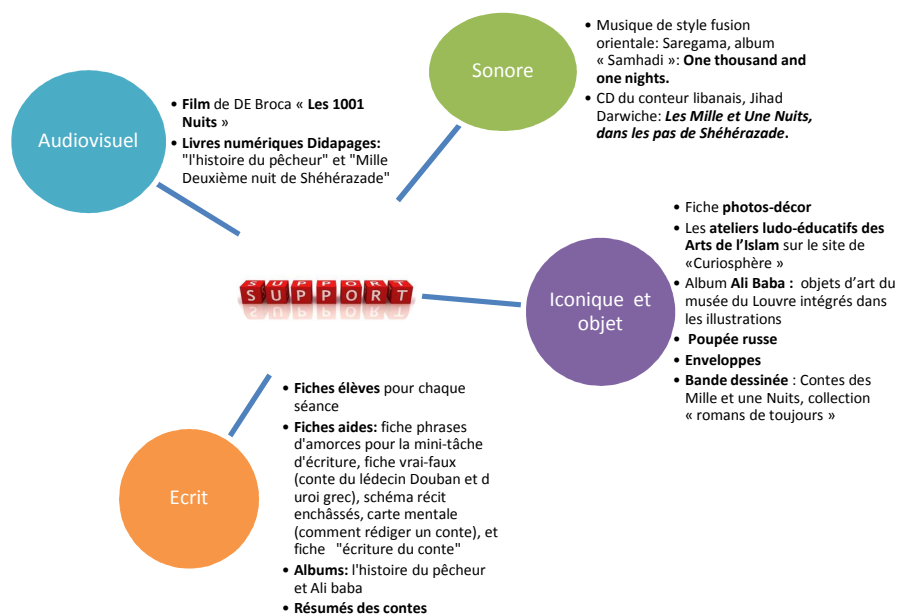 Audiovisuel
• Film de DE Broca « Les 1001
Nuits »
• Livres numériques Didapages:
"l'histoire du pêcheur" et "Mille
Deuxième nuit de Shéhérazade"
Sonore
• Musique de style fusion
orientale: Saregama, album
« Samhadi »: One thousand and
one nights.
• CD du conteur libanais, Jihad
Darwiche: Les Mille et Une Nuits,
dans les pas de Shéhérazade.
SUPPORT
Iconique et
objet
• Fiche photos-décor
• Les ateliers ludo-éducatifs des
Arts de l’Islam sur le site de
«Curiosphère »
• Album Ali Baba : objets d’art du
musée du Louvre intégrés dans
les illustrations
• Poupée russe
• Enveloppes
• Bande dessinée : Contes des
Mille et une Nuits, collection
« romans de toujours »
Ecrit
• Fiches élèves pour chaque
séance
• Fiches aides: fiche phrases
d'amorces pour la mini-tâche
d'écriture, fiche vrai-faux
(conte du lédecin Douban et d
uroi grec), schéma récit
enchâssés, carte mentale
(comment rédiger un conte), et
fiche "écriture du conte"
• Albums: l'histoire du pêcheur
et Ali baba
• Résumés des contes